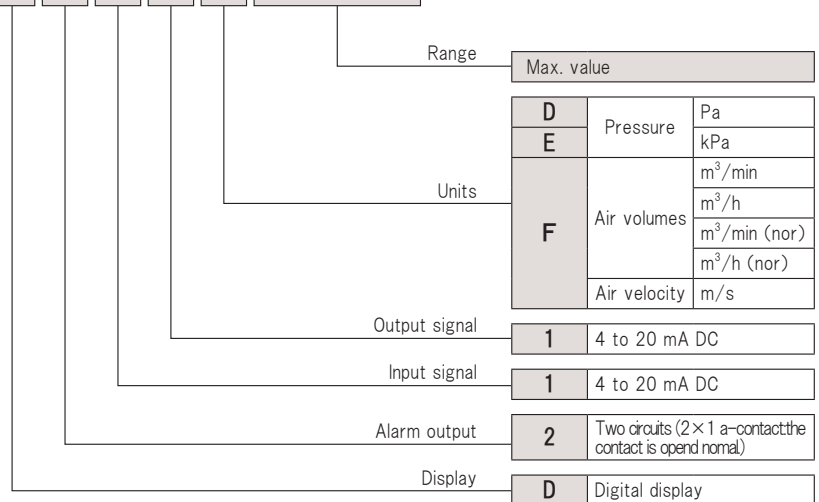 Range
Max. value
D
Pressure
Pa
E
kPa
Units
F
Air volumes
m³/min
m³/h
m³/min (nor)
m³/h (nor)
Air velocity
m/s
Output signal
1
4 to 20 mA DC
Input signal
1
4 to 20 mA DC
Alarm output
2
Two circuits (2×1 a-contact:the
contact is opend nomal.)
Display
D
Digital display